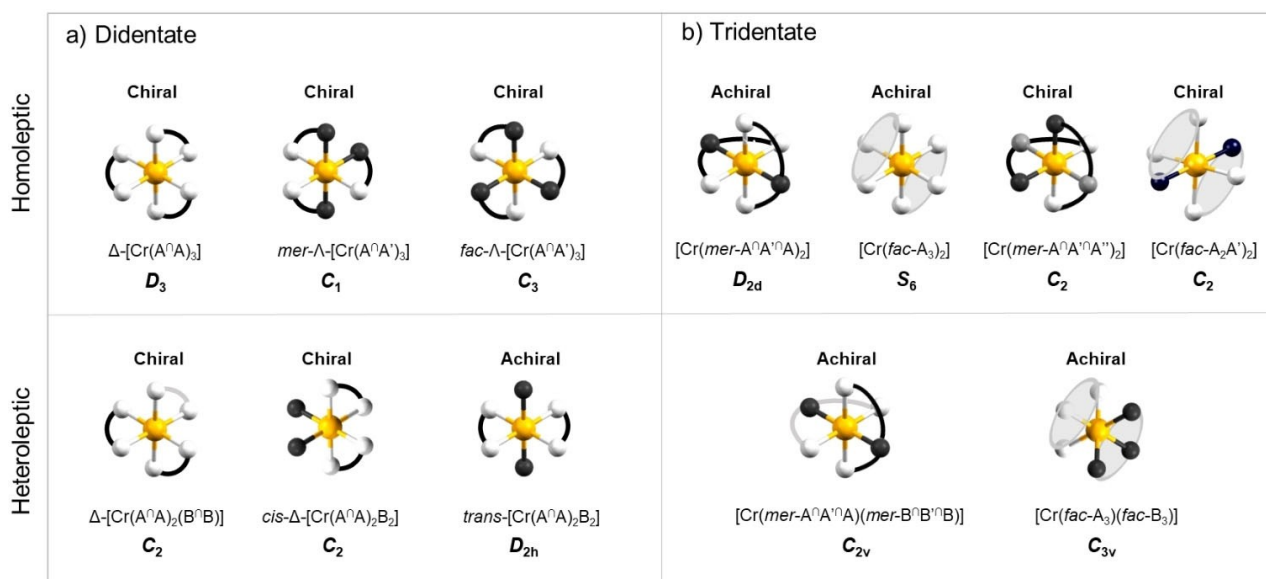 a) Didentate
b) Tridentate
Homoleptic
Chiral Chiral Chiral
Achiral Achiral Chiral Chiral
Δ-[Cr(A∩A)₃] mer-Λ-[Cr(A∩A')₃] fac-Λ-[Cr(A∩A')₃]
[Cr(mer-A∩A'∩A)₂] [Cr(fac-A₃)₂] [Cr(mer-A∩A'∩A'')₂] [Cr(fac-A₂A')₂]
D₃ C₁ C₃
D₂d S₆ C₂ C₂
Heteroleptic
Chiral Chiral Achiral
Achiral Achiral
Δ-[Cr(A∩A)₂(B∩B)] cis-Δ-[Cr(A∩A)₂B₂] trans-[Cr(A∩A)₂B₂]
[Cr(mer-A∩A'∩A)(mer-B∩B'∩B)] [Cr(fac-A₃)(fac-B₃)]
C₂ C₂ D₂h
C₂v C₃v